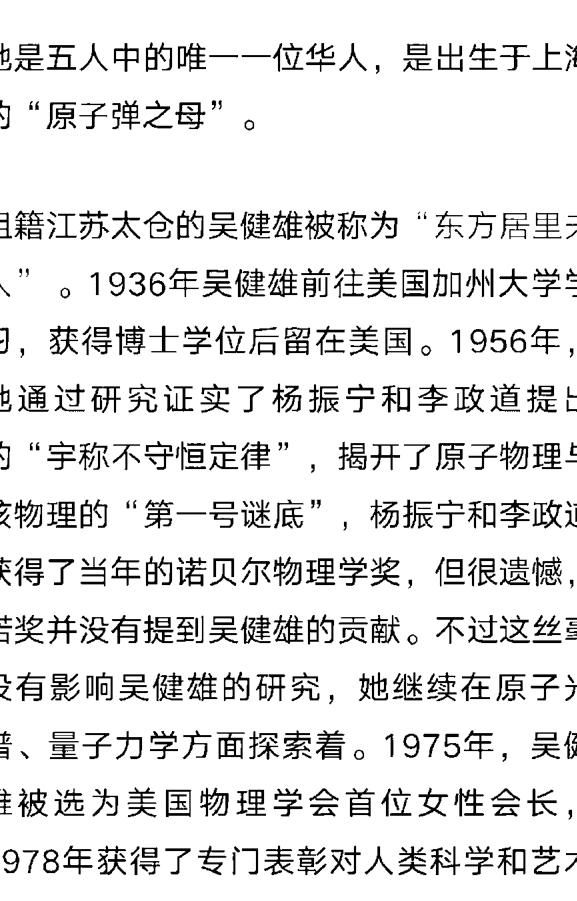 她是五人中的唯一一位华人，是出生于上海
的“原子弹之母”。
祖籍江苏太仓的吴健雄被称为“东方居里夫
人”。1936年吴健雄前往美国加州大学学
习，获得博士学位后留在美国。1956年，
她通过研究证实了杨振宁和李政道提出
的“宇称不守恒定律”，揭开了原子物理与
核物理的“第一号谜底”，杨振宁和李政道
获得了当年的诺贝尔物理学奖，但很遗憾，
诺奖并没有提到吴健雄的贡献。不过这丝毫
没有影响吴健雄的研究，她继续在原子光
谱、量子力学方面探索着。1975年，吴健
雄被选为美国物理学会首位女性会长，
1978年获得了专门表彰对人类科学和艺术